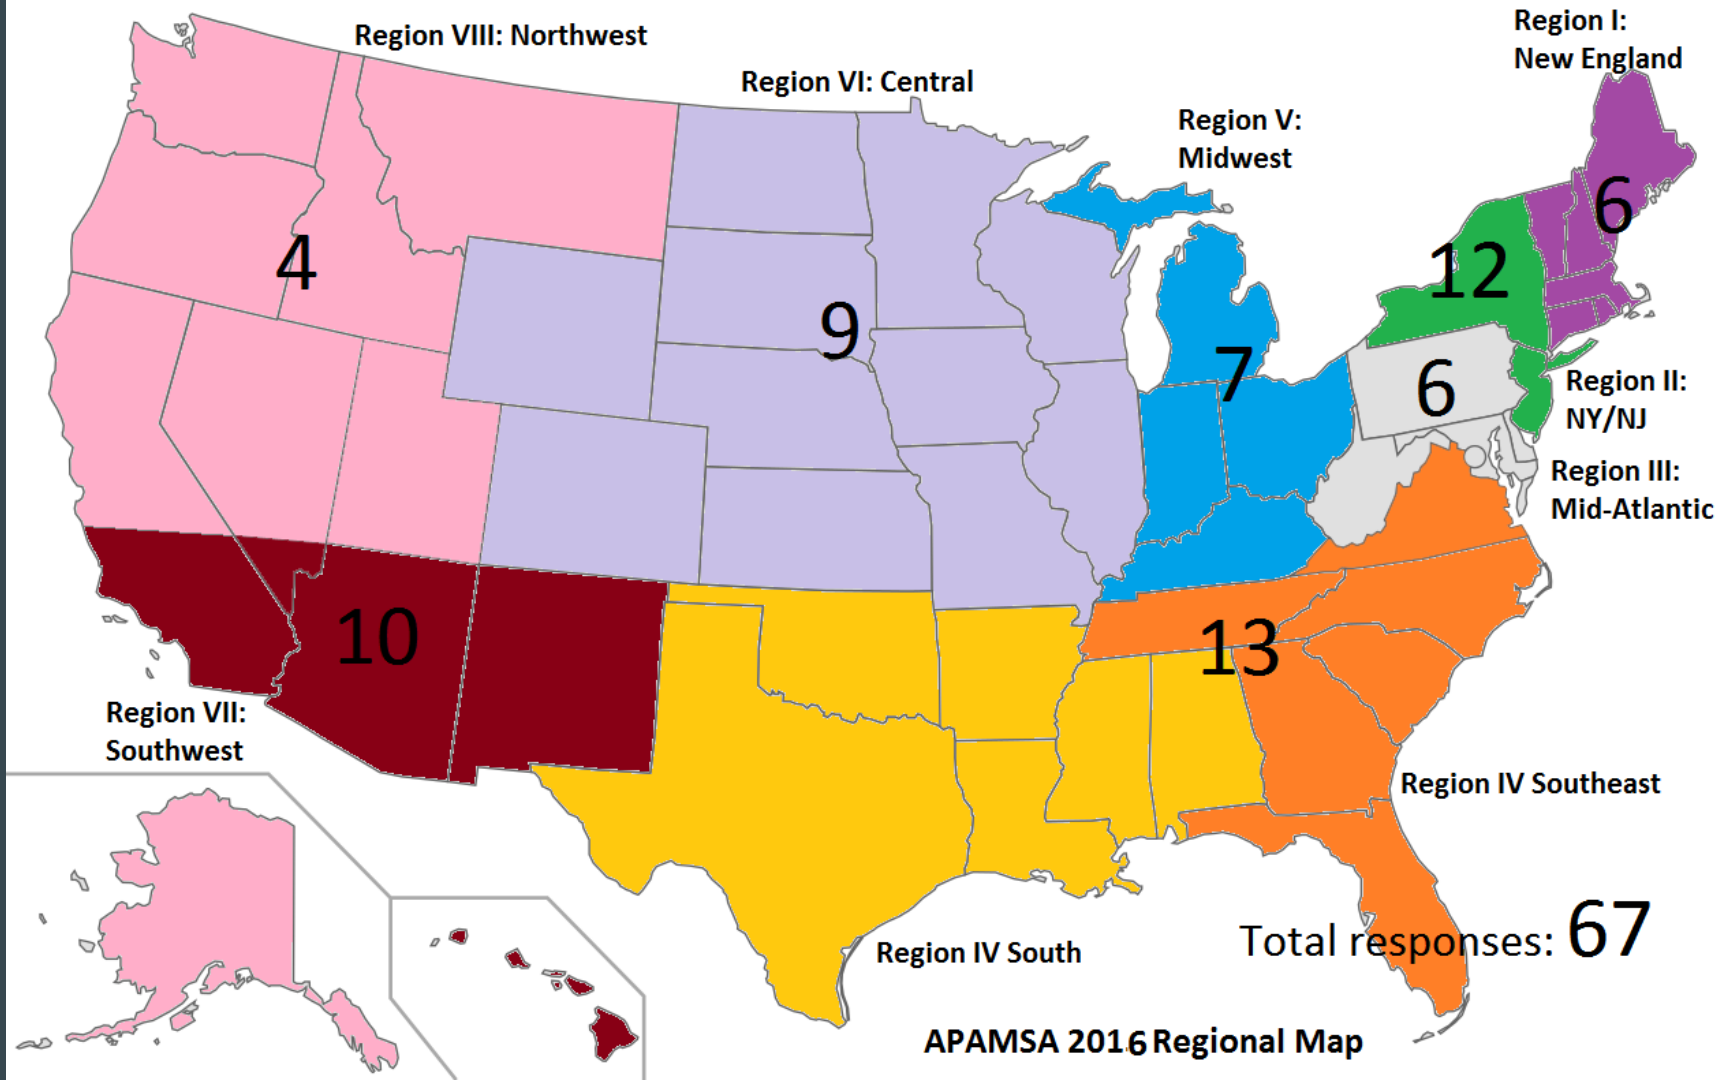 Region I:
New England
Region VIII: Northwest
Region VI: Central
Region V:
Midwest
6
12
4
9
7
6
Region II:
NY/NJ
Region III:
Mid-Atlantic
10
13
Region VII:
Southwest
Region IV Southeast
Total responses: 67
Region IV South
APAMSA 2016 Regional Map